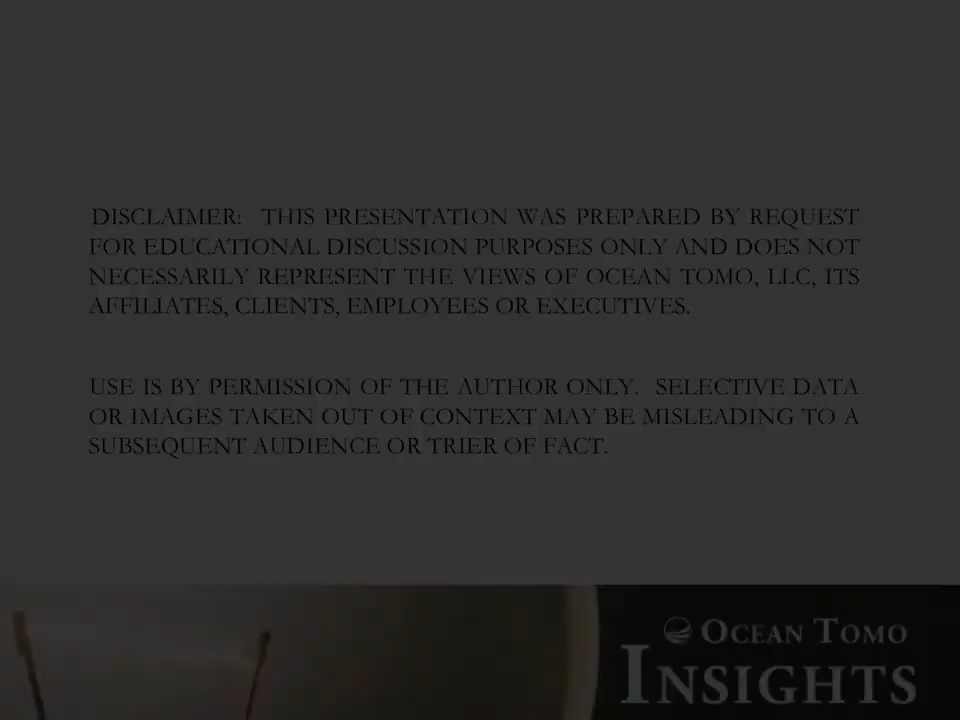 DISCLAIMER: THIS PRESENTATION WAS PREPARED BY REQUEST
FOR EDUCATIONAL DISCUSSION PURPOSES ONLY AND DOES NOT
NECESSARILY REPRESENT THE VIEWS OF OCEAN TOMO, LLC, ITS
AFFILIATES, CLIENTS, EMPLOYEES OR EXECUTIVES.
USE IS BY PERMISSION OF THE AUTHOR ONLY. SELECTIVE DATA
OR IMAGES TAKEN OUT OF CONTEXT MAY BE MISLEADING TO A
SUBSEQUENT AUDIENCE OR TRIER OF FACT.
OCEAN TOMO
INSIGHTS